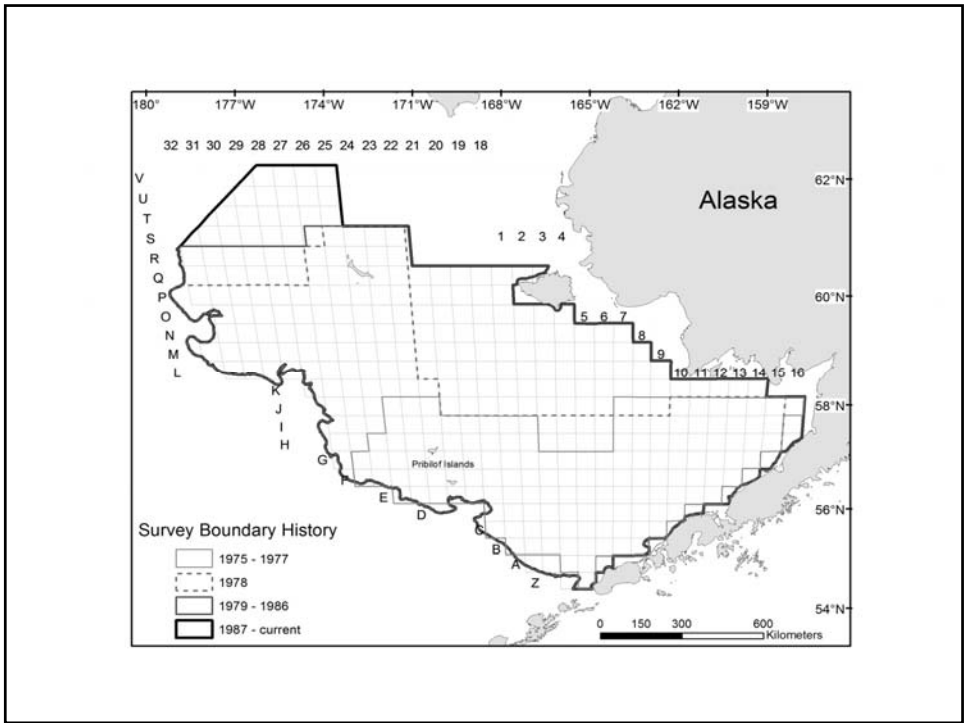 180° 177°W 174°W 171°W 168°W 165°W 162°W 159°W
32 31 30 29 28 27 26 25 24 23 22 21 20 19 18
62°N
V
U
T
S
R
Q
P
O
N
M
L
Alaska
1 2 3 4
60°N
5 6 7
8
9
10 11 12 13 14 15 16
58°N
K
J
I
H
G
F
E
D
C
B
A
Z
Pribilof Islands
56°N
54°N
Survey Boundary History
1975 - 1977
1978
1979 - 1986
1987 - current
0 150 300 600
Kilometers